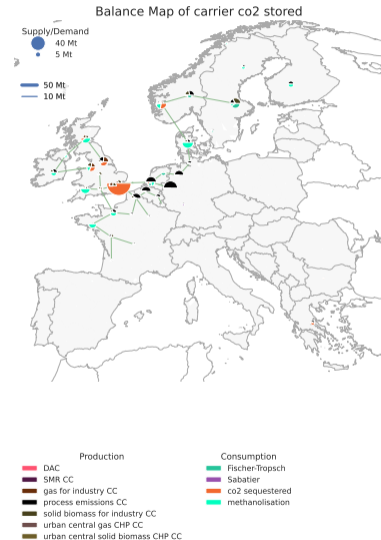 Balance Map of carrier co2 stored
Supply/Demand
40 Mt
5 Mt
50 Mt
10 Mt
Production
DAC
SMR CC
gas for industry CC
process emissions CC
solid biomass for industry CC
urban central gas CHP CC
urban central solid biomass CHP CC
Consumption
Fischer-Tropsch
Sabatier
co2 sequestered
methanolisation